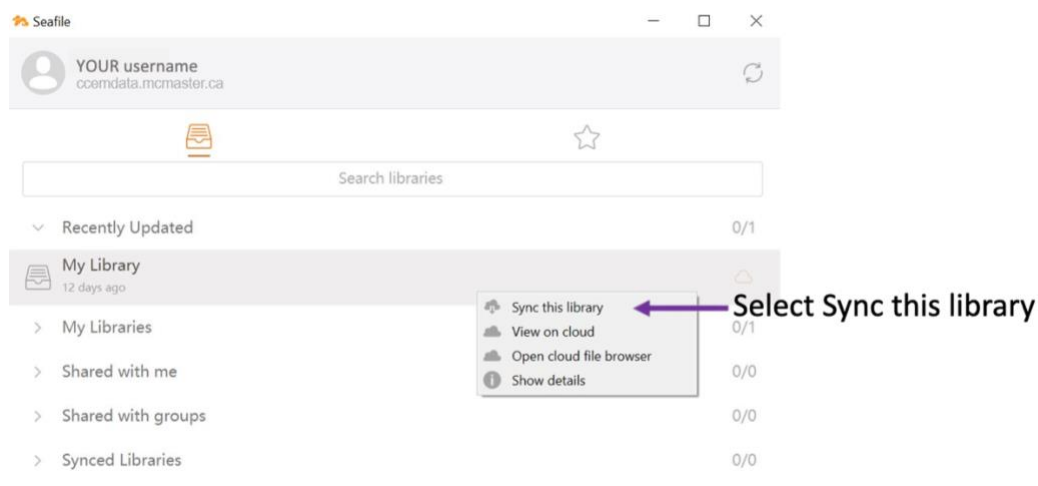 Seafile
YOUR username
ccemdata.mcmaster.ca
Search libraries
Recently Updated 0/1
My Library
12 days ago
Sync this library
Select Sync this library
My Libraries 0/1
View on cloud
Open cloud file browser
Shared with me 0/0
Show details
Shared with groups 0/0
Synced Libraries 0/0